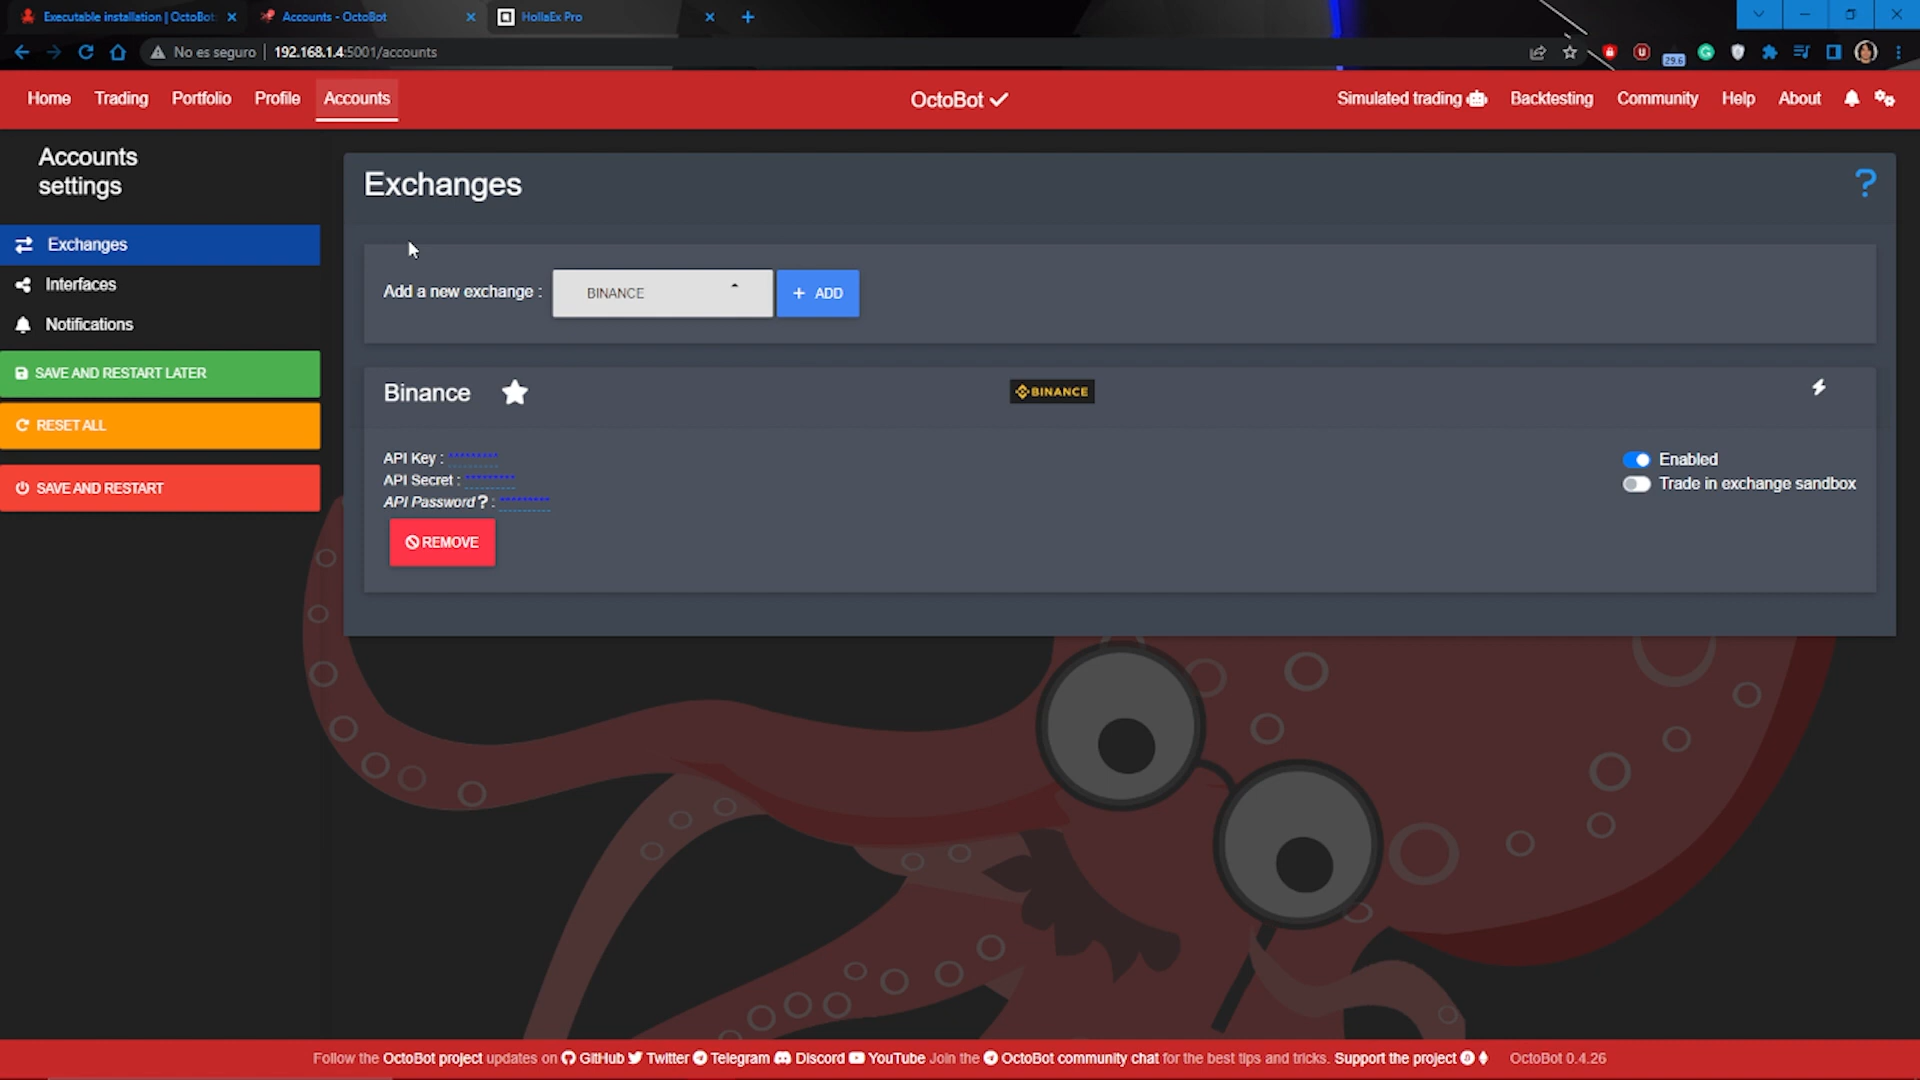 Executable installation | OctoBot
Accounts - OctoBot
HollaEx Pro
No es seguro
192.168.1.4:5001/accounts
29.6
Home
Trading
Portfolio
Profile
Accounts
OctoBot
Simulated trading
Backtesting
Community
Help
About
Accounts
settings
Exchanges
Interfaces
Notifications
SAVE AND RESTART LATER
RESET ALL
SAVE AND RESTART
Exchanges
?
Add a new exchange :
BINANCE
+ ADD
Binance
BINANCE
API Key : *********
API Secret : *********
API Password ? : *********
REMOVE
Enabled
Trade in exchange sandbox
Follow the OctoBot project updates on GitHub Twitter Telegram Discord YouTube Join the OctoBot community chat for the best tips and tricks. Support the project OctoBot 0.4.26